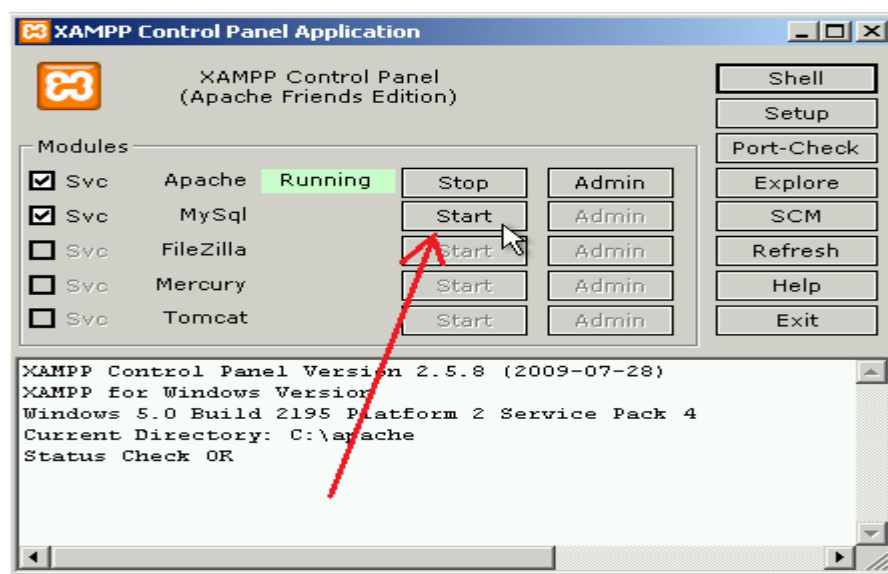 XAMPP Control Panel Application
XAMPP Control Panel
(Apache Friends Edition)
Shell
Setup
Port-Check
Explore
SCM
Refresh
Help
Exit
Modules
Svc Apache Running Stop Admin
Svc MySql Start Admin
Svc FileZilla Start Admin
Svc Mercury Start Admin
Svc Tomcat Start Admin
XAMPP Control Panel Version 2.5.8 (2009-07-28)
XAMPP for Windows Version
Windows 5.0 Build 2195 Platform 2 Service Pack 4
Current Directory: C:\apache
Status Check OK